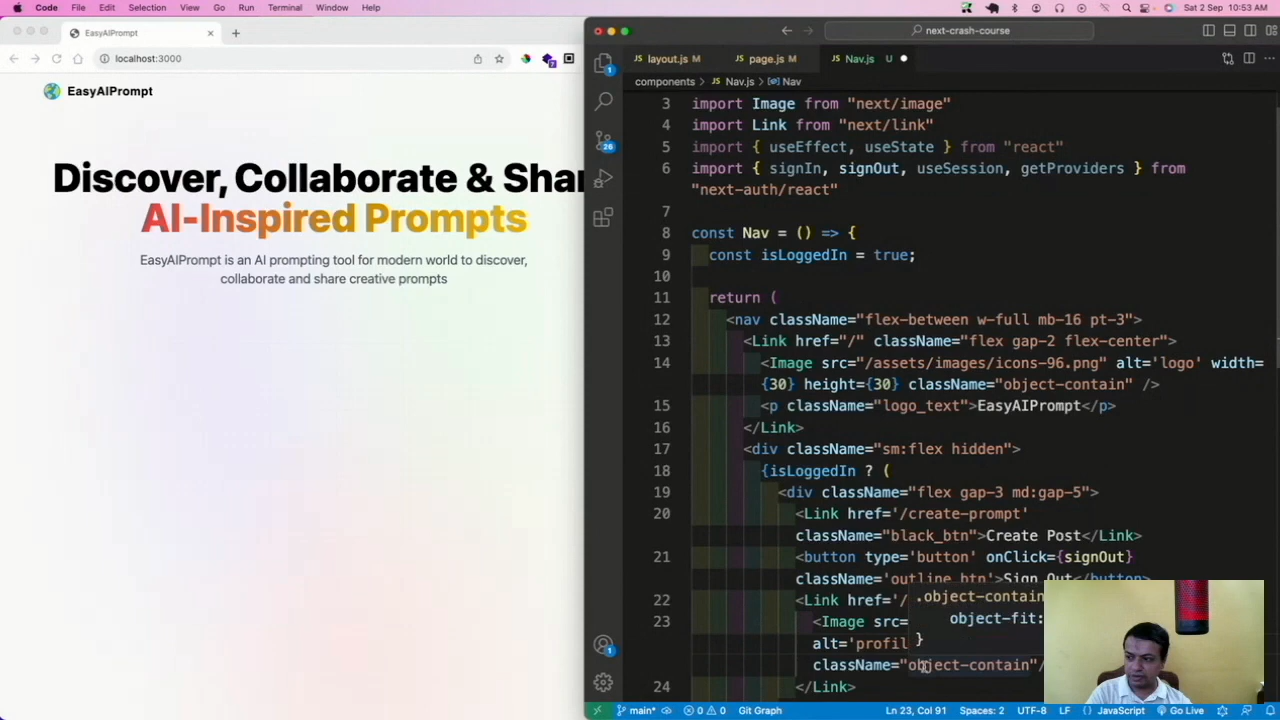 Code File Edit Selection View Go Run Terminal Window Help Sat 2 Sep 10:53 AM
EasyAIPrompt
localhost:3000
EasyAIPrompt
Discover, Collaborate & Shar
AI-Inspired Prompts
EasyAIPrompt is an AI prompting tool for modern world to discover,
collaborate and share creative prompts
next-crash-course
layout.js page.js Nav.js U
components > Nav.js > Nav
3 import Image from "next/image"
4 import Link from "next/link"
5 import { useEffect, useState } from "react"
6 import { signIn, signOut, useSession, getProviders } from
"next-auth/react"
7
8 const Nav = () => {
9 const isLoggedIn = true;
10
11 return (
12 <nav className="flex-between w-full mb-16 pt-3">
13 <Link href="/" className="flex gap-2 flex-center">
14 <Image src="/assets/images/icons-96.png" alt='logo' width=
{30} height={30} className="object-contain" />
15 <p className="logo_text">EasyAIPrompt</p>
16 </Link>
17 <div className="sm:flex hidden">
18 {isLoggedIn ? (
19 <div className="flex gap-3 md:gap-5">
20 <Link href='/create-prompt'
className="black_btn">Create Post</Link>
21 <button type='button' onClick={signOut}
className='outline_btn'>Sign Out</button>
22 <Link href='/
.object-contain
23 <Image src=
object-fit:
alt='profil
}
className="object-contain"/
24 </Link>
1
26
1
main* 0 0 Git Graph Ln 23, Col 91 Spaces: 2 UTF-8 LF {} JavaScript Go Live